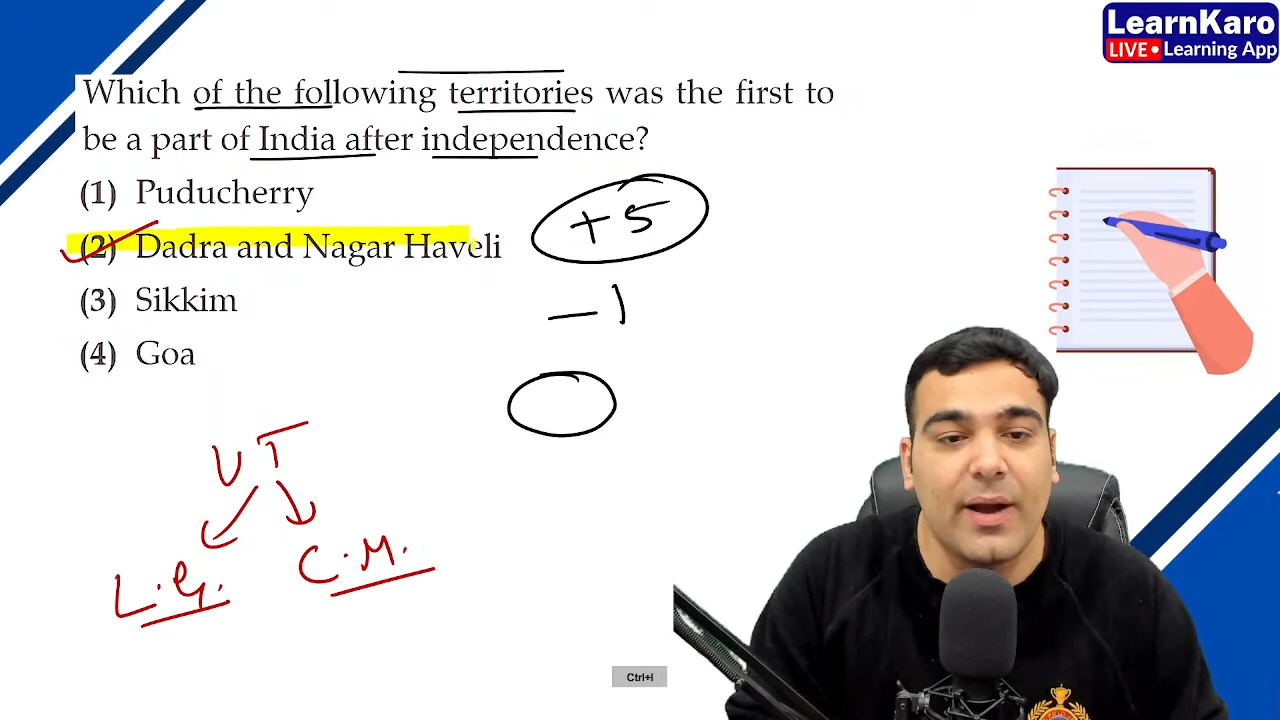 LearnKaro
LIVE • Learning App
Which of the following territories was the first to
be a part of India after independence?
(1) Puducherry
(2) Dadra and Nagar Haveli
(3) Sikkim
(4) Goa
+5
-1
UT
L.G.
C.M.
Ctrl+I